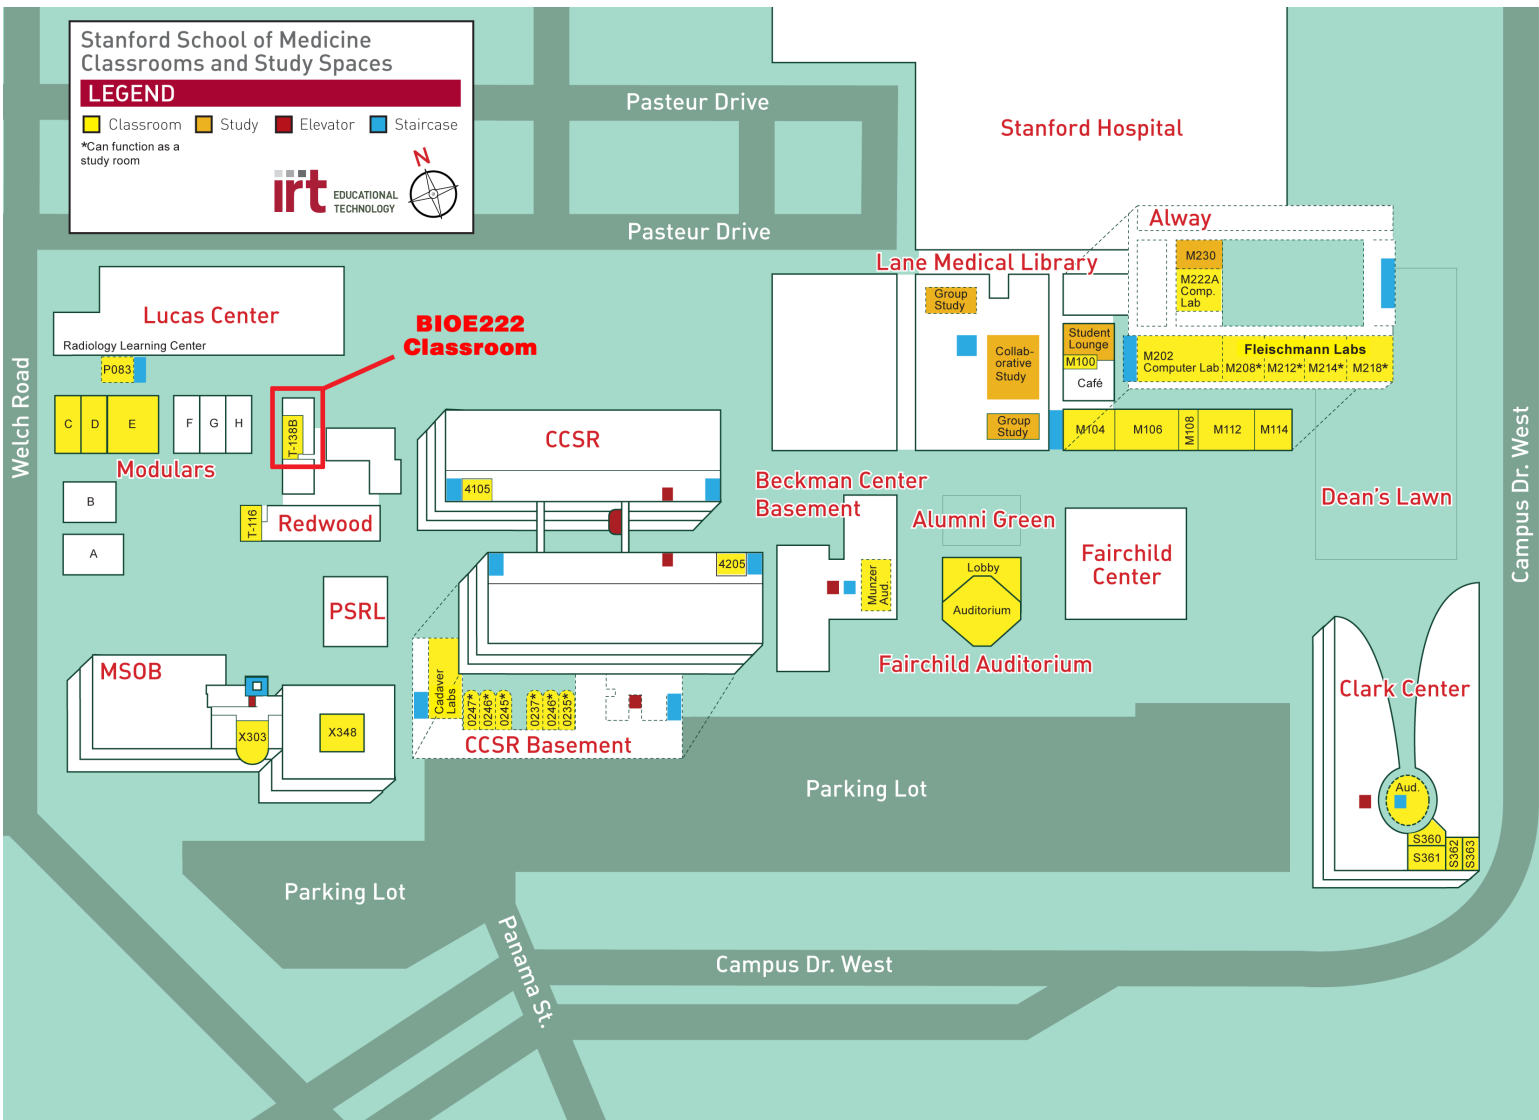 Stanford School of Medicine
Classrooms and Study Spaces
LEGEND
Classroom
Study
Elevator
Staircase
*Can function as a
study room
N
irt
EDUCATIONAL
TECHNOLOGY
Pasteur Drive
Pasteur Drive
Stanford Hospital
Alway
M230
M222A
Comp.
Lab
Lane Medical Library
Group
Study
Collab-
orative
Study
Group
Study
Student
Lounge
M100
Café
M202
Computer Lab
Fleischmann Labs
M208*
M212*
M214*
M218*
M104
M106
M108
M112
M114
Lucas Center
Radiology Learning Center
P083
BIOE222
Classroom
Welch Road
C
D
E
F
G
H
Modulars
B
A
T-138B
T-116
Redwood
CCSR
4105
4205
Beckman Center
Basement
Munzer
Aud.
Alumni Green
Lobby
Auditorium
Fairchild Auditorium
Fairchild
Center
Dean's Lawn
Campus Dr. West
PSRL
MSOB
X303
X348
Cadaver
Labs
0247*
0246*
0245*
0237*
0246*
0235*
CCSR Basement
Clark Center
Aud.
S360
S361
S362
S363
Parking Lot
Parking Lot
Panama St.
Campus Dr. West